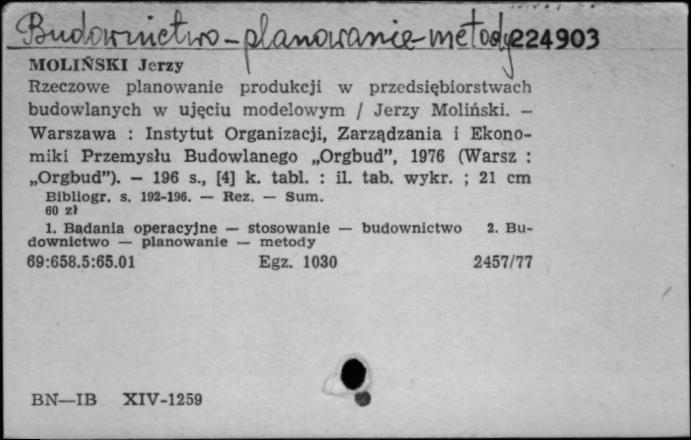 Budownictwo - planowanie - metody 224903
MOLIŃSKI Jerzy
Rzeczowe planowanie produkcji w przedsiębiorstwach
budowlanych w ujęciu modelowym / Jerzy Moliński. —
Warszawa : Instytut Organizacji, Zarządzania i Ekono-
miki Przemysłu Budowlanego „Orgbud”, 1976 (Warsz :
„Orgbud”). — 196 s., [4] k. tabl. : il. tab. wykr. ; 21 cm
Bibliogr. s. 192-196. — Rez. — Sum.
60 zł
1. Badania operacyjne — stosowanie — budownictwo 2. Bu-
downictwo — planowanie — metody
69:658.5:65.01 Egz. 1030 2457/77
BN—IB XIV-1259